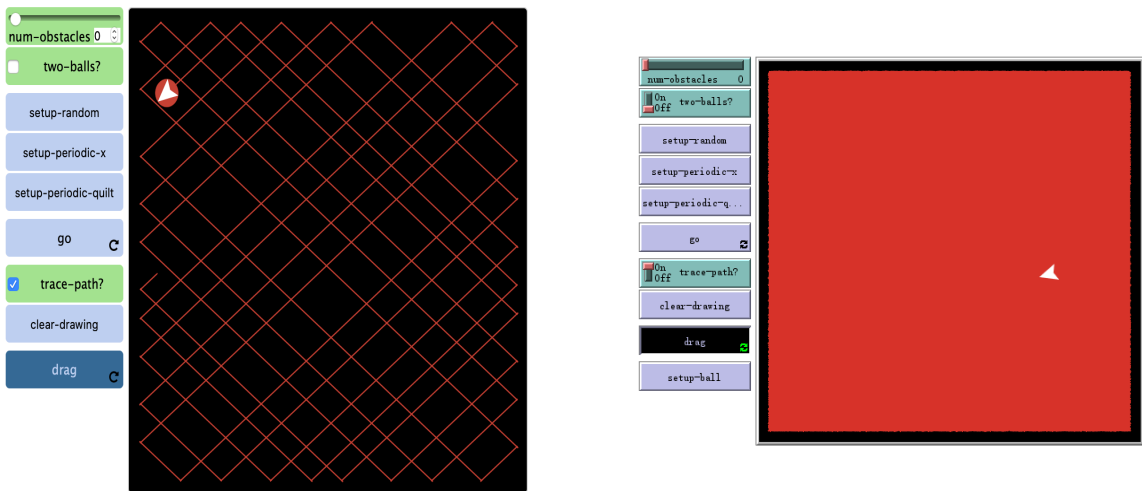 num-obstacles 0
two-balls?
setup-random
setup-periodic-x
setup-periodic-quilt
go
trace-path?
clear-drawing
drag
num-obstacles 0
On
Off two-balls?
setup-random
setup-periodic-x
setup-periodic-q...
go
On
Off trace-path?
clear-drawing
drag
setup-ball